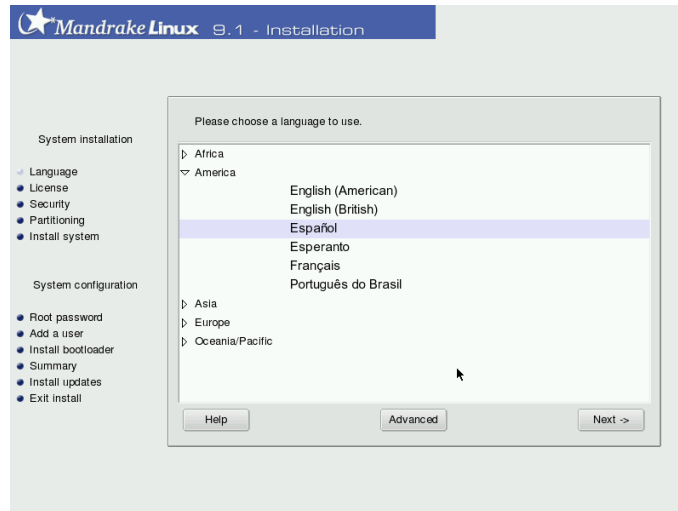 Mandrake Linux 9.1 - Installation
Please choose a language to use.
System installation
Language
License
Security
Partitioning
Install system
System configuration
Root password
Add a user
Install bootloader
Summary
Install updates
Exit install
Africa
America
English (American)
English (British)
Español
Esperanto
Français
Português do Brasil
Asia
Europe
Oceania/Pacific
Help
Advanced
Next ->